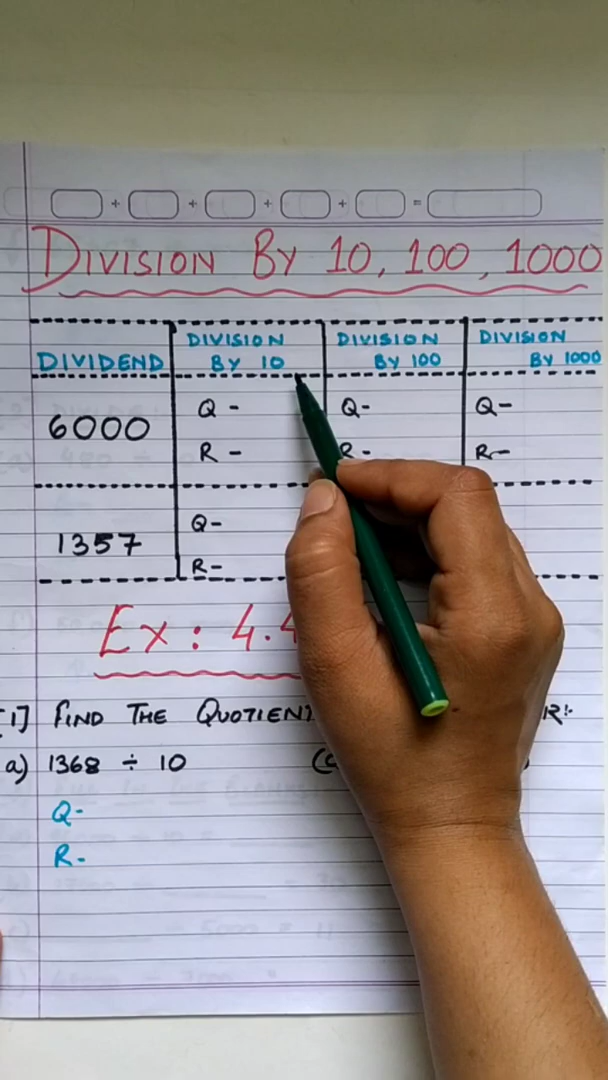 + + + + =
DIVISION BY 10, 100, 1000
DIVIDEND DIVISION BY 10 DIVISION BY 100 DIVISION BY 1000
6000 Q - Q - Q -
R - R - R -
1357 Q -
R -
Ex : 4.4
1] FIND THE QUOTIENT R:-
a) 1368 ÷ 10
Q -
R -